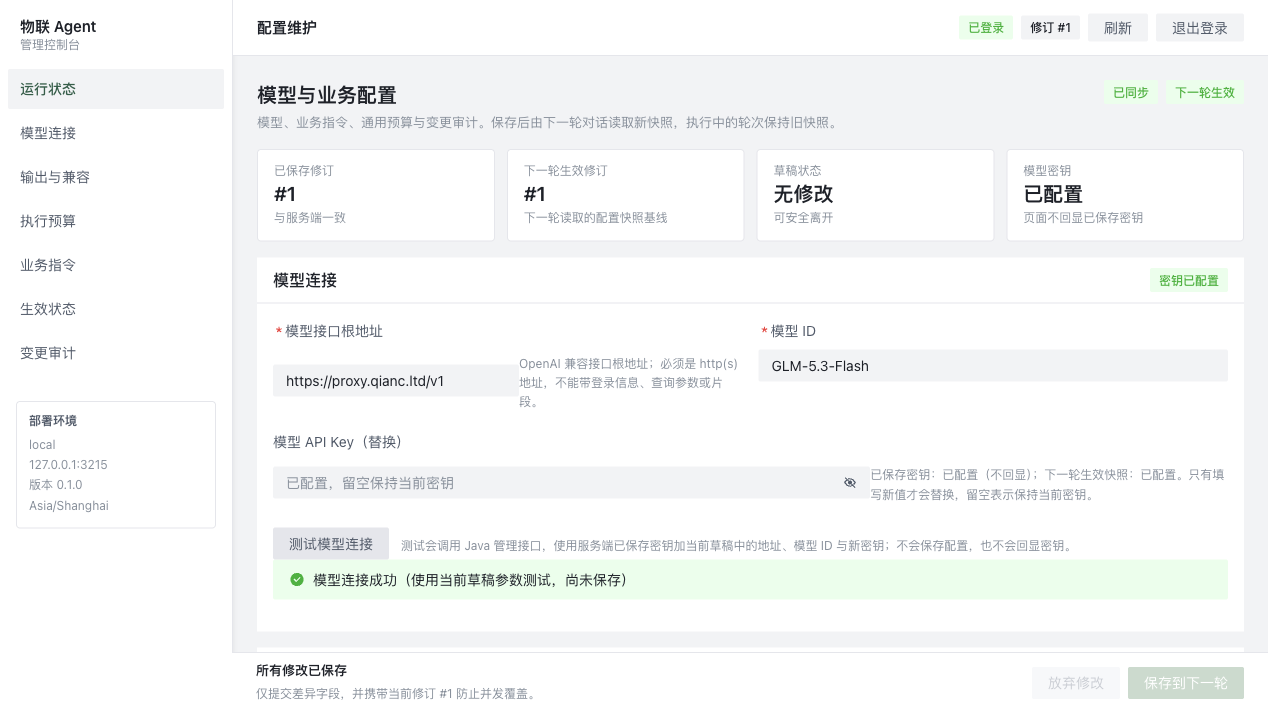 物联 Agent
管理控制台
运行状态
模型连接
输出与兼容
执行预算
业务指令
生效状态
变更审计
部署环境
local
127.0.0.1:3215
版本 0.1.0
Asia/Shanghai
配置维护
已登录
修订 #1
刷新
退出登录
模型与业务配置
已同步
下一轮生效
模型、业务指令、通用预算与变更审计。保存后由下一轮对话读取新快照，执行中的轮次保持旧快照。
已保存修订
#1
与服务端一致
下一轮生效修订
#1
下一轮读取的配置快照基线
草稿状态
无修改
可安全离开
模型密钥
已配置
页面不回显已保存密钥
模型连接
密钥已配置
* 模型接口根地址
https://proxy.qianc.ltd/v1
OpenAI 兼容接口根地址；必须是 http(s)
地址，不能带登录信息、查询参数或片
段。
* 模型 ID
GLM-5.3-Flash
模型 API Key（替换）
已配置，留空保持当前密钥
已保存密钥：已配置（不回显）；下一轮生效快照：已配置。只有填
写新值才会替换，留空表示保持当前密钥。
测试模型连接
测试会调用 Java 管理接口，使用服务端已保存密钥加当前草稿中的地址、模型 ID 与新密钥；不会保存配置，也不会回显密钥。
模型连接成功（使用当前草稿参数测试，尚未保存）
所有修改已保存
仅提交差异字段，并携带当前修订 #1 防止并发覆盖。
放弃修改
保存到下一轮